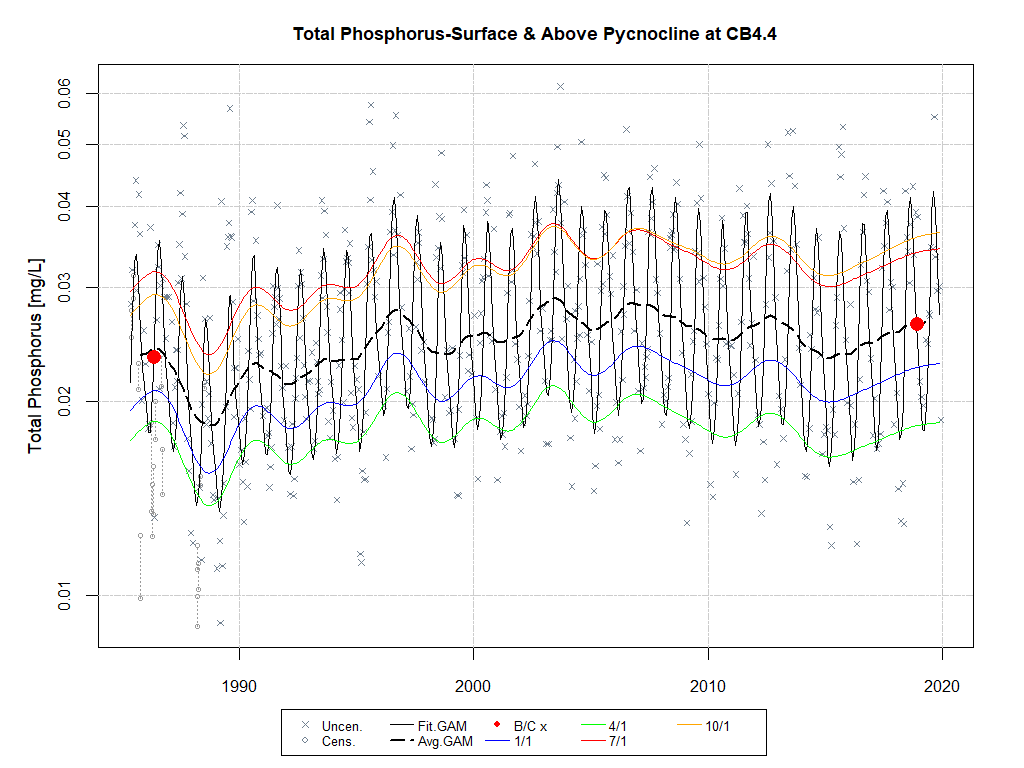 Total Phosphorus-Surface & Above Pycnocline at CB4.4
Total Phosphorus [mg/L]
0.06
0.05
0.04
0.03
0.02
0.01
1990 2000 2010 2020
Uncen. Fit.GAM B/C x 4/1 10/1
Cens. Avg.GAM 1/1 7/1